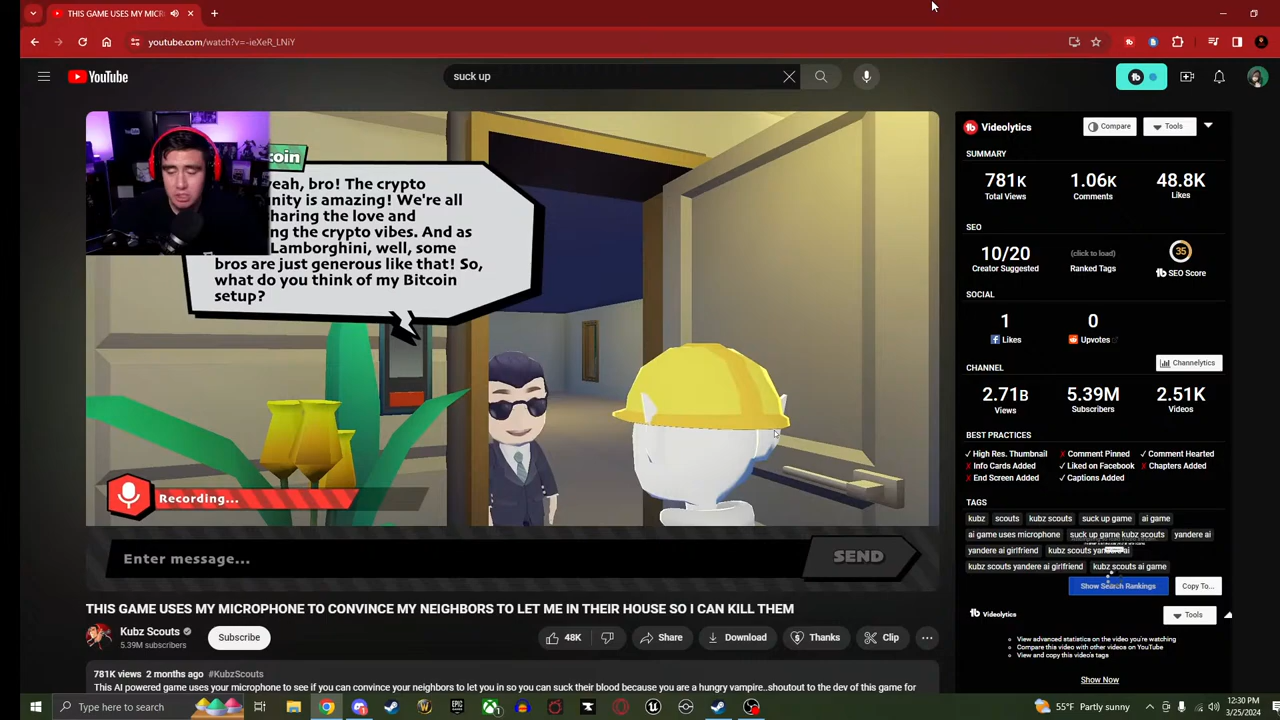 THIS GAME USES MY MICR
youtube.com/watch?v=-ieXeR_LNiY
YouTube
suck up
coin
yeah, bro! The crypto
unity is amazing! We're all
haring the love and
ng the crypto vibes. And as
Lamborghini, well, some
bros are just generous like that! So,
what do you think of my Bitcoin
setup?
Recording...
Enter message...
SEND
THIS GAME USES MY MICROPHONE TO CONVINCE MY NEIGHBORS TO LET ME IN THEIR HOUSE SO I CAN KILL THEM
Kubz Scouts
5.39M subscribers
Subscribe
48K
Share
Download
Thanks
Clip
781K views 2 months ago #KubzScouts
This AI powered game uses your microphone to see if you can convince your neighbors to let you in so you can suck their blood because you are a hungry vampire..shoutout to the dev of this game for
Videolytics
Compare
Tools
SUMMARY
781K 1.06K 48.8K
Total Views Comments Likes
SEO
10/20 (click to load) 35
Creator Suggested Ranked Tags tb SEO Score
SOCIAL
1 0
Likes Upvotes
CHANNEL
Channelytics
2.71B 5.39M 2.51K
Views Subscribers Videos
BEST PRACTICES
High Res. Thumbnail Comment Pinned Comment Hearted
Info Cards Added Liked on Facebook Chapters Added
End Screen Added Captions Added
TAGS
kubz scouts kubz scouts suck up game ai game
ai game uses microphone suck up game kubz scouts yandere ai
yandere ai girlfriend kubz scouts yandere ai
kubz scouts yandere ai girlfriend kubz scouts ai game
Show Search Rankings Copy To...
Videolytics
Tools
View advanced statistics on the video you're watching
Compare this video with other videos on YouTube
View and copy this video's tags
Show Now
Type here to search
55°F Partly sunny
12:30 PM
3/25/2024